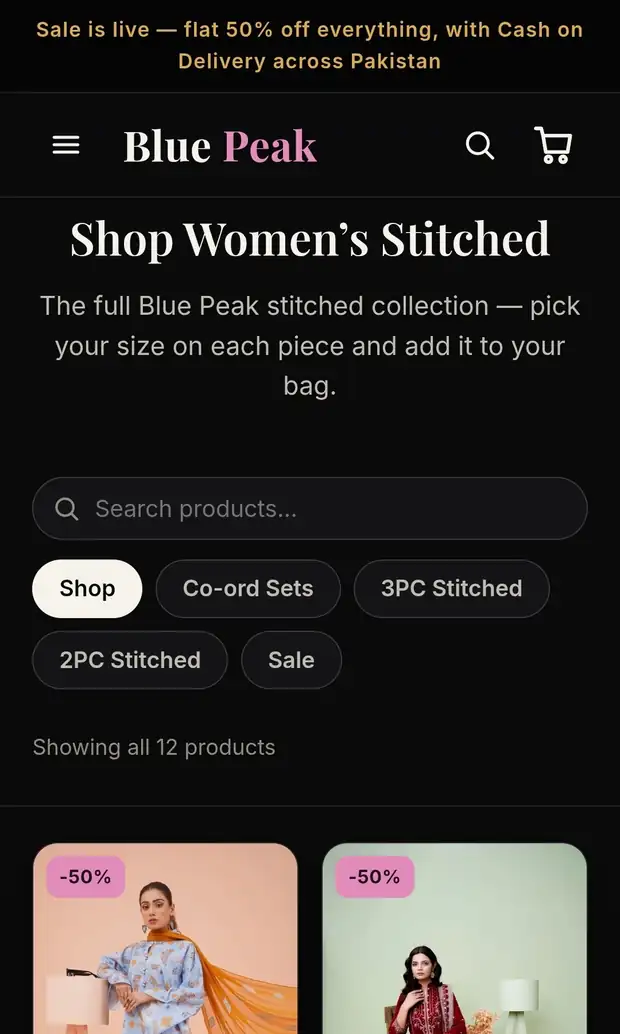 Sale is live — flat 50% off everything, with Cash on
Delivery across Pakistan
Blue Peak
Shop Women’s Stitched
The full Blue Peak stitched collection — pick
your size on each piece and add it to your
bag.
Search products...
Shop
Co-ord Sets
3PC Stitched
2PC Stitched
Sale
Showing all 12 products
-50%
-50%